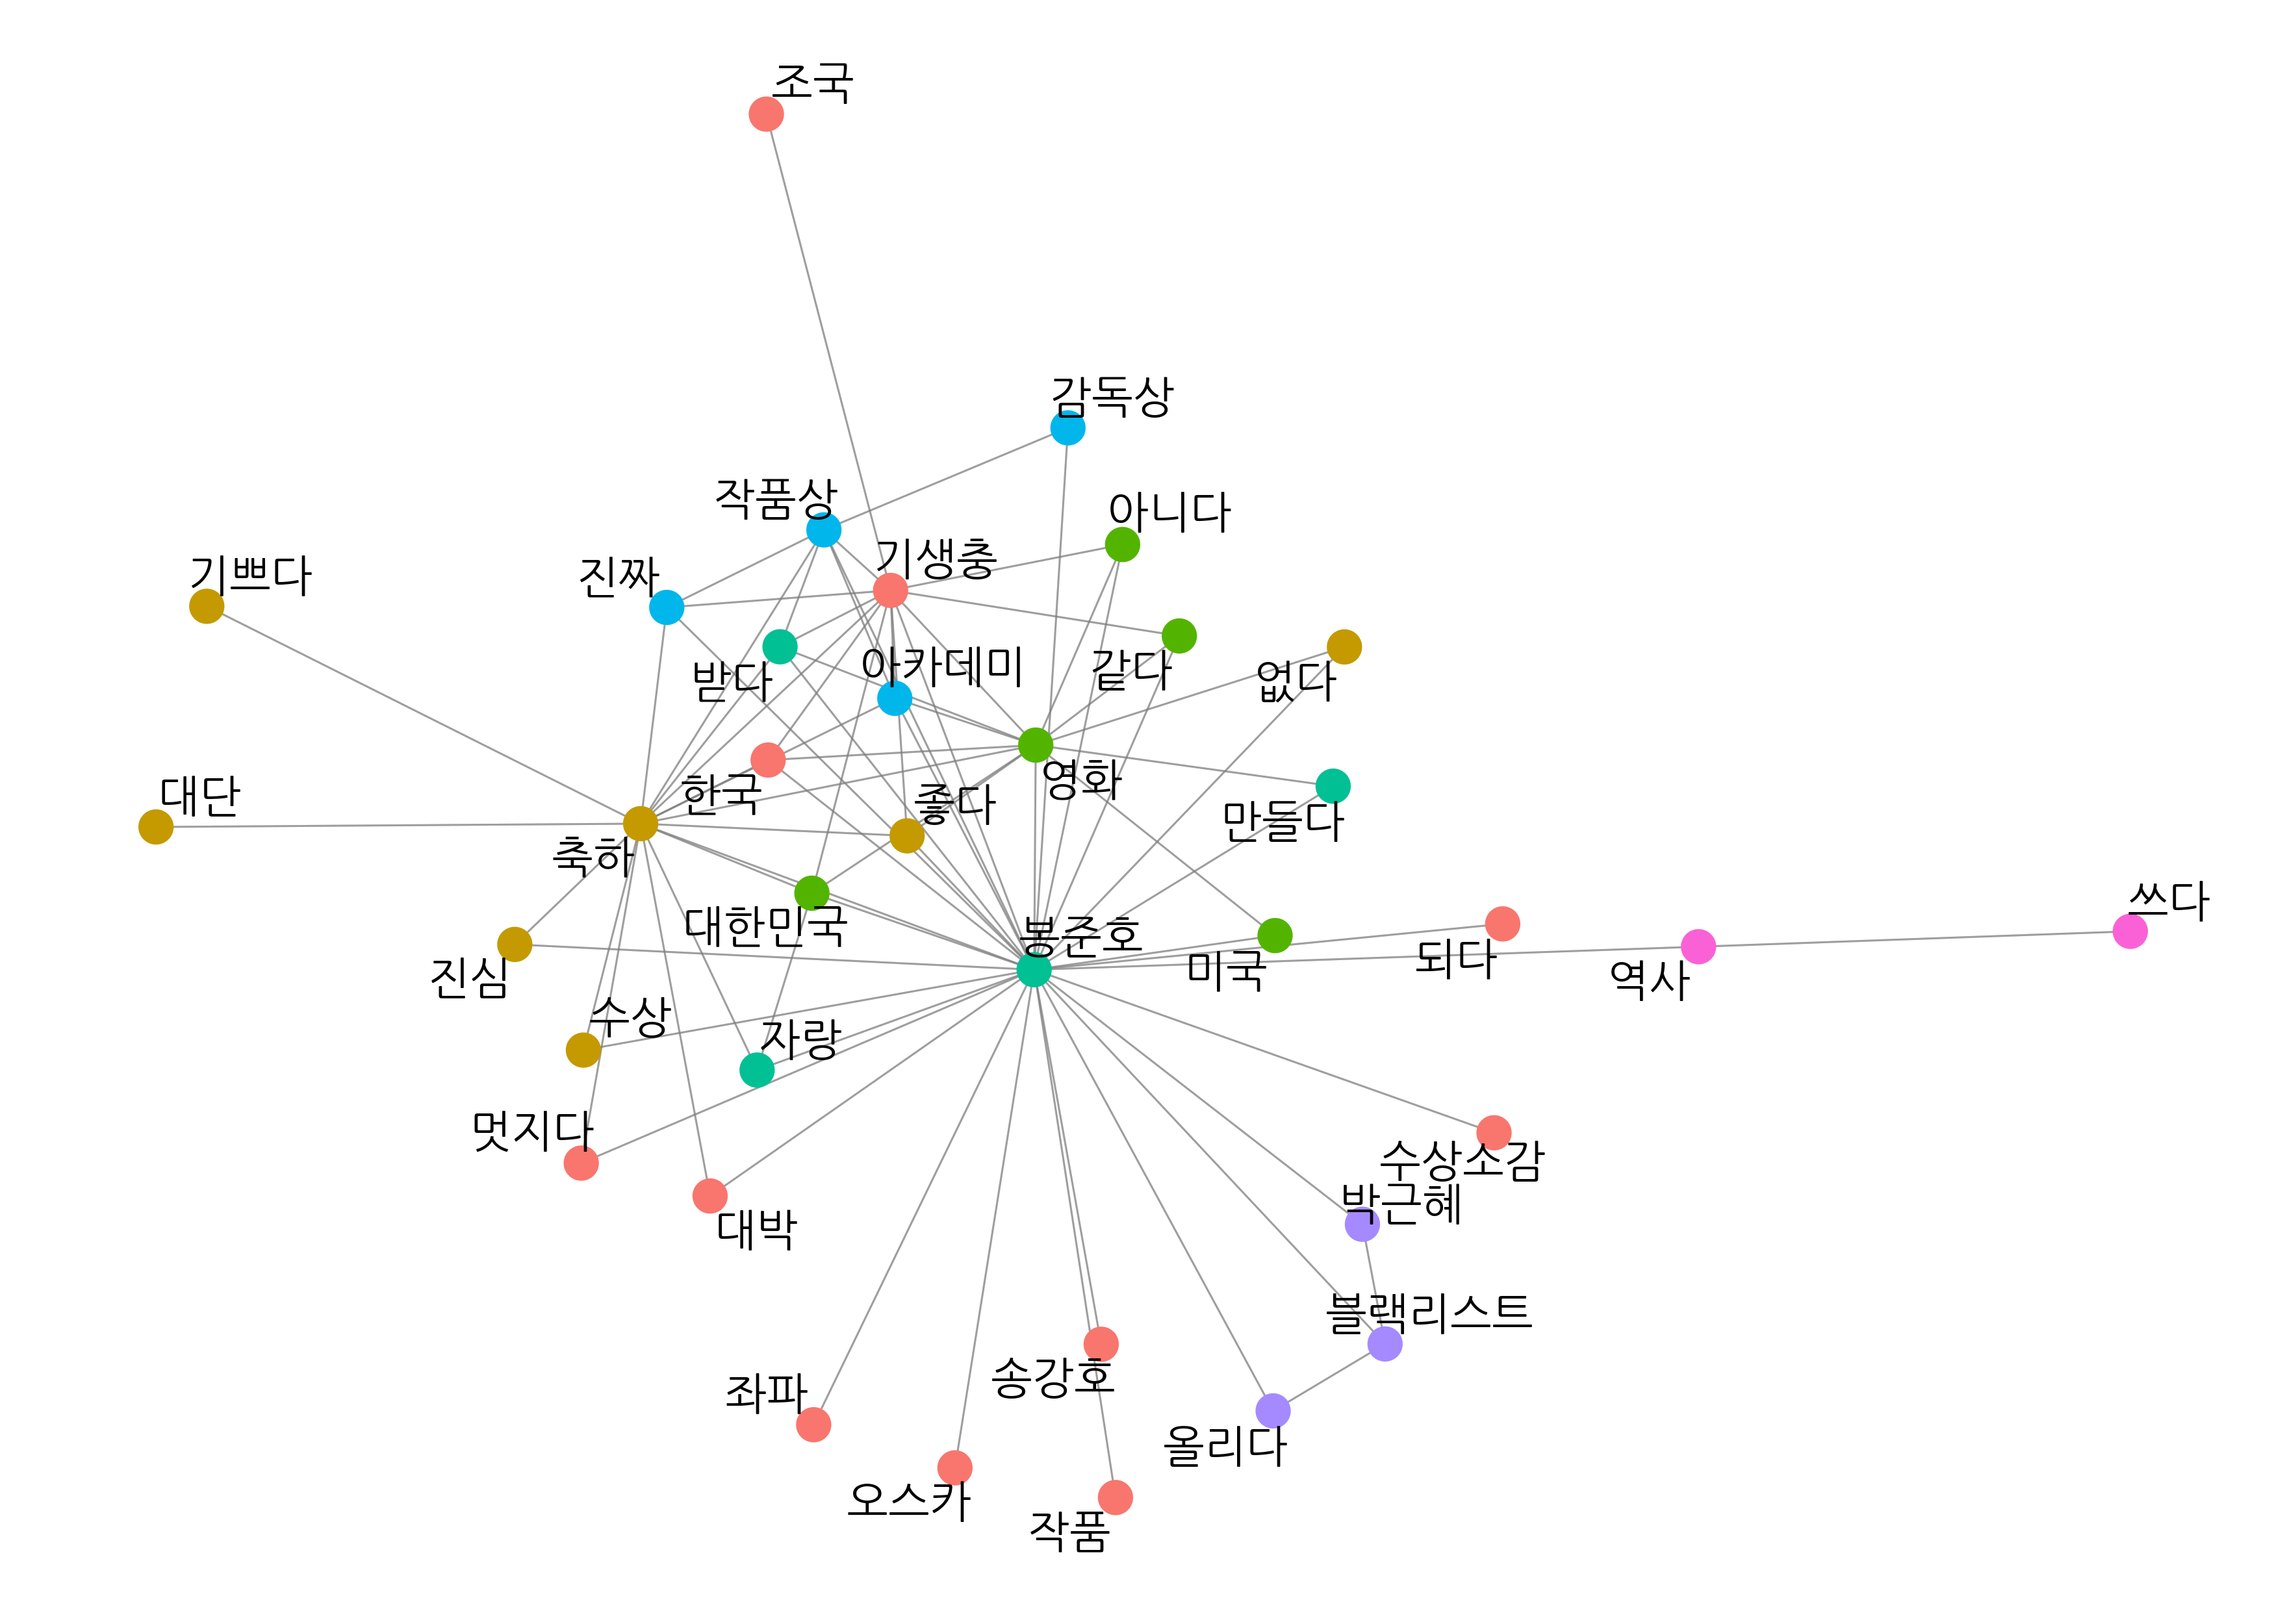 조국
감독상
작품상
아니다
기생충
기쁘다
진짜
받다
아카데미
같다
없다
대단
한국
좋다
영화
만들다
축하
대한민국
봉준호
쓰다
진심
미국
되다
역사
수상
자랑
멋지다
수상소감
대박
박근혜
블랙리스트
송강호
좌파
올리다
오스카
작품